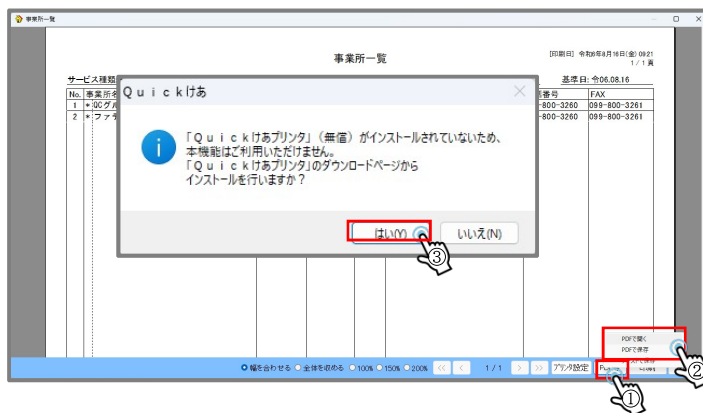 事業所一覧
事業所一覧
[印刷日] 令和6年8月16日(金) 09:21
1 / 1 頁
サービス種類
基準日: 令06.08.16
No.
事業所名
番号
FAX
1
* QCグル
-800-3260
099-800-3261
2
* ファテ
-800-3260
099-800-3261
Ｑｕｉｃｋけあ
「Ｑｕｉｃｋけあプリンタ」（無償）がインストールされていないため、
本機能はご利用いただけません。
「Ｑｕｉｃｋけあプリンタ」のダウンロードページから
インストールを行いますか？
はい(Y)
いいえ(N)
③
PDFで開く
PDFで保存
②
幅を合わせる
全体を収める
100%
150%
200%
<<
<
1 / 1
>
>>
プリンタ設定
①